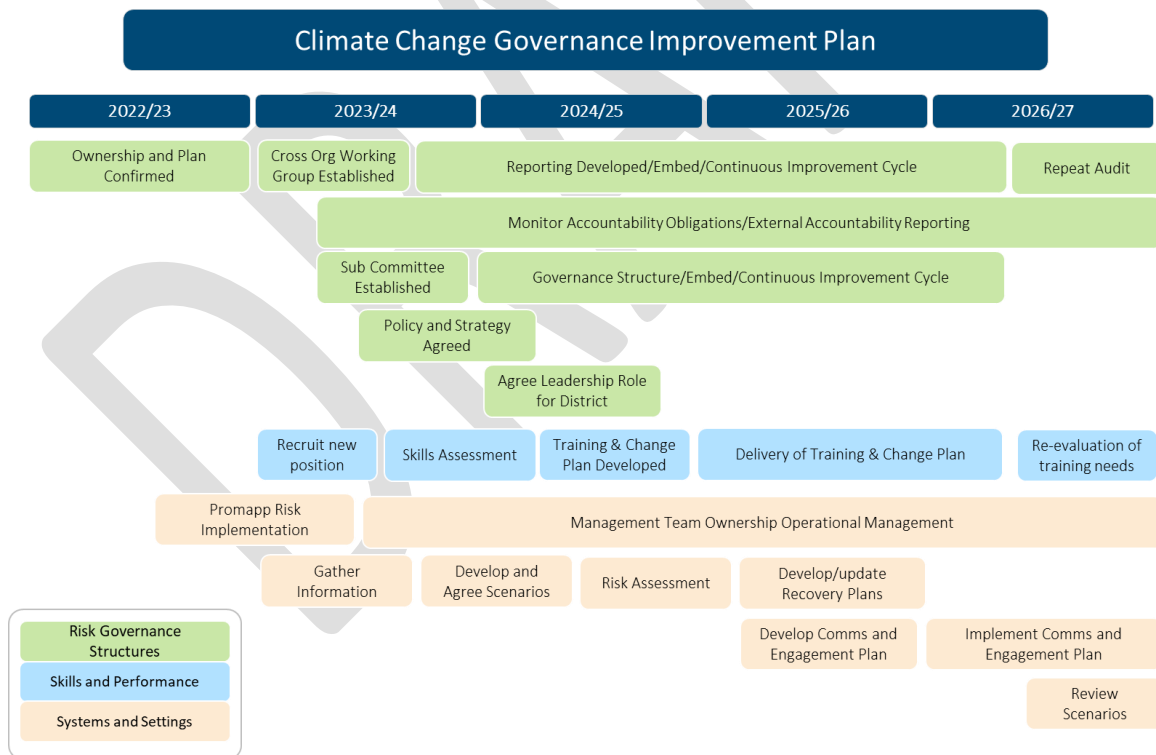 Climate Change Governance Improvement Plan
2022/23
2023/24
2024/25
2025/26
2026/27
Ownership and Plan
Confirmed
Cross Org Working
Group Established
Reporting Developed/Embed/Continuous Improvement Cycle
Repeat Audit
Monitor Accountability Obligations/External Accountability Reporting
Sub Committee
Established
Governance Structure/Embed/Continuous Improvement Cycle
Policy and Strategy
Agreed
Agree Leadership Role
for District
Recruit new
position
Skills Assessment
Training & Change
Plan Developed
Delivery of Training & Change Plan
Re-evaluation of
training needs
Promapp Risk
Implementation
Management Team Ownership Operational Management
Gather
Information
Develop and
Agree Scenarios
Risk Assessment
Develop/update
Recovery Plans
Develop Comms and
Engagement Plan
Implement Comms and
Engagement Plan
Review
Scenarios
Risk Governance
Structures
Skills and Performance
Systems and Settings